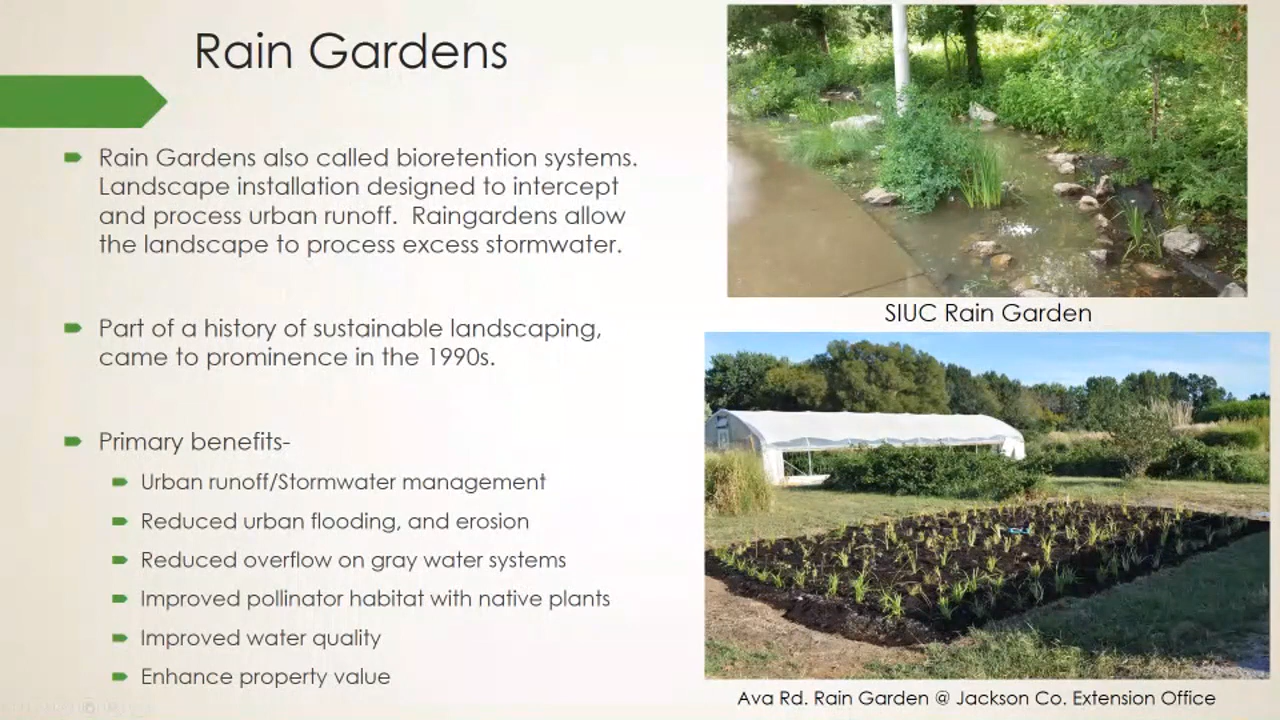 Rain Gardens
Rain Gardens also called bioretention systems.
Landscape installation designed to intercept
and process urban runoff.  Raingardens allow
the landscape to process excess stormwater.
Part of a history of sustainable landscaping,
came to prominence in the 1990s.
Primary benefits-
Urban runoff/Stormwater management
Reduced urban flooding, and erosion
Reduced overflow on gray water systems
Improved pollinator habitat with native plants
Improved water quality
Enhance property value
SIUC Rain Garden
Ava Rd. Rain Garden @ Jackson Co. Extension Office